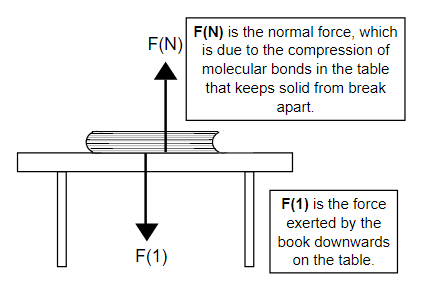 F(N)
F(N) is the normal force, which
is due to the compression of
molecular bonds in the table
that keeps solid from break
apart.
F(1) is the force
exerted by the
book downwards
on the table.
F(1)